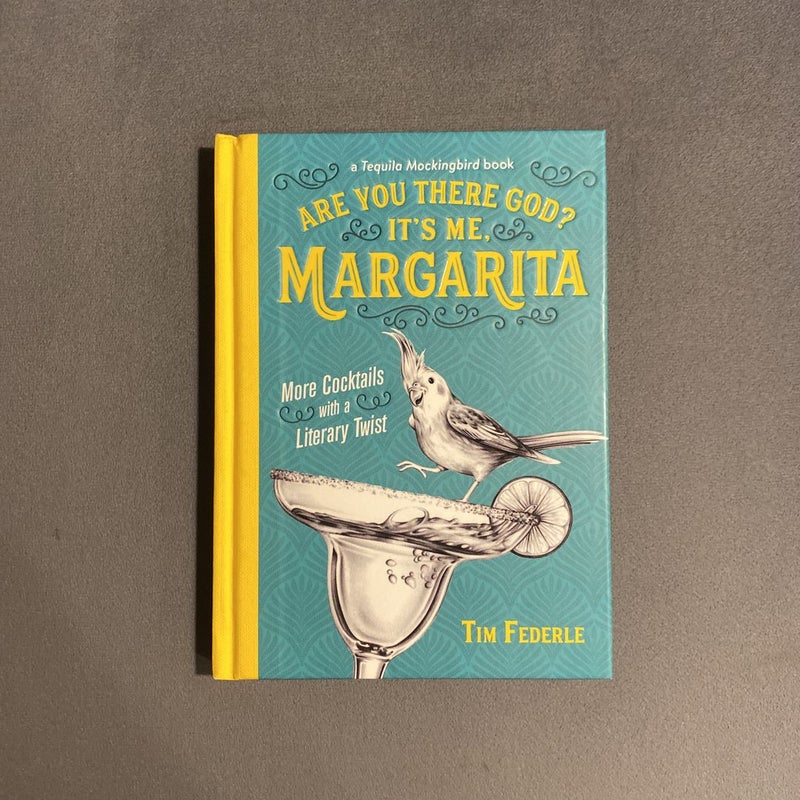 a Tequila Mockingbird book
ARE YOU THERE GOD?
IT'S ME,
MARGARITA
More Cocktails
with a
Literary Twist
TIM FEDERLE